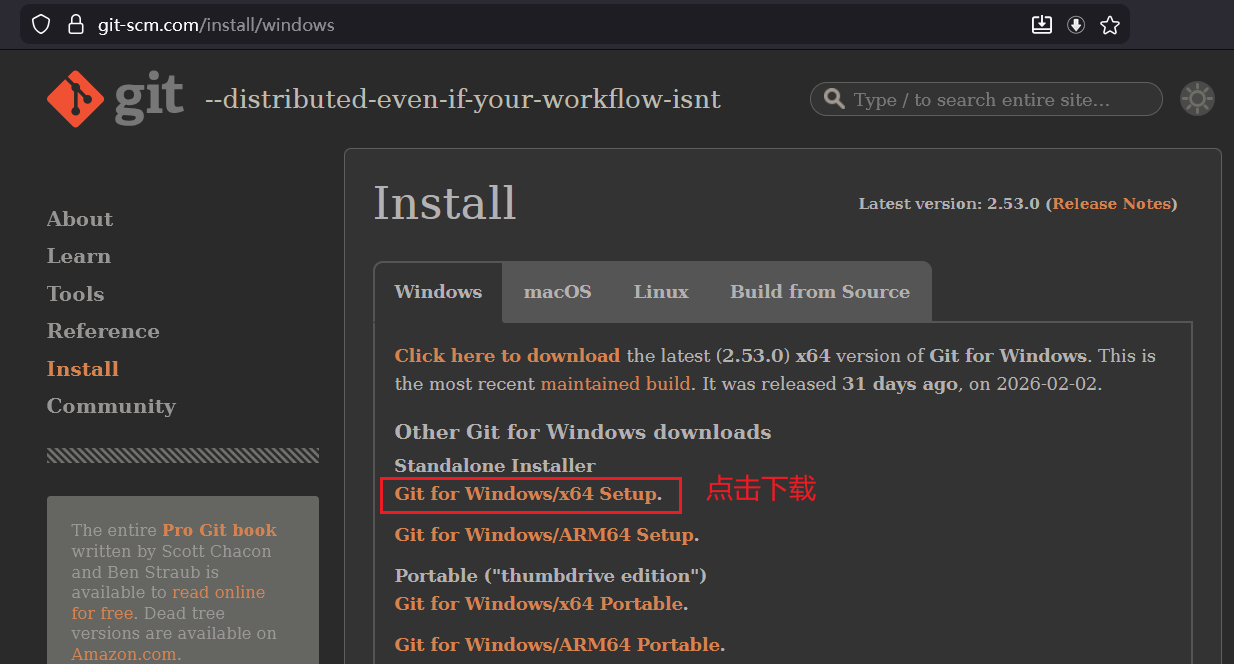 git-scm.com/install/windows
git
--distributed-even-if-your-workflow-isnt
Type / to search entire site...
About
Learn
Tools
Reference
Install
Community
The entire Pro Git book
written by Scott Chacon
and Ben Straub is
available to read online
for free. Dead tree
versions are available on
Amazon.com.
Install
Latest version: 2.53.0 (Release Notes)
Windows
macOS
Linux
Build from Source
Click here to download the latest (2.53.0) x64 version of Git for Windows. This is
the most recent maintained build. It was released 31 days ago, on 2026-02-02.
Other Git for Windows downloads
Standalone Installer
Git for Windows/x64 Setup.
点击下载
Git for Windows/ARM64 Setup.
Portable ("thumbdrive edition")
Git for Windows/x64 Portable.
Git for Windows/ARM64 Portable.